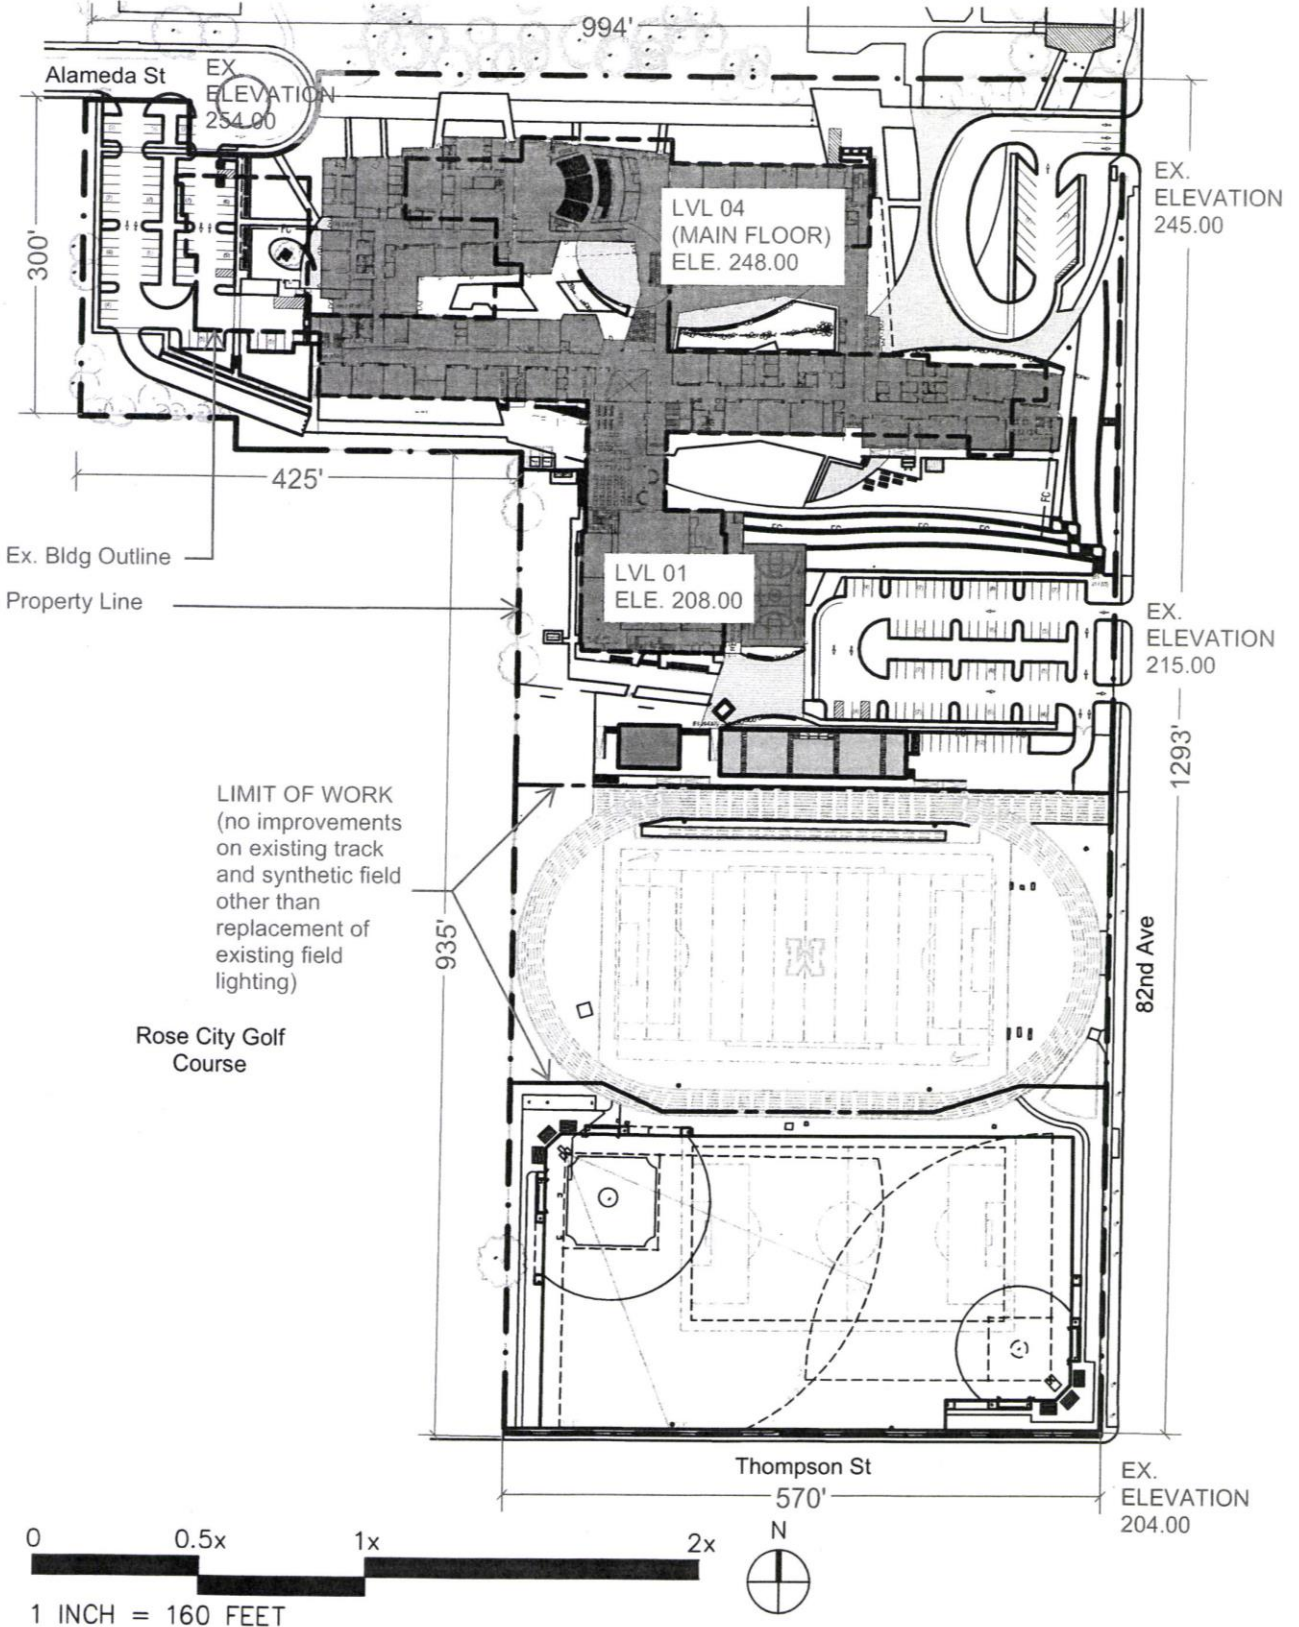 994'
Alameda St
EX
ELEVATION
254.00
EX.
ELEVATION
245.00
LVL 04
(MAIN FLOOR)
ELE. 248.00
300'
425'
Ex. Bldg Outline
Property Line
LVL 01
ELE. 208.00
EX.
ELEVATION
215.00
1293'
LIMIT OF WORK
(no improvements
on existing track
and synthetic field
other than
replacement of
existing field
lighting)
935'
M
82nd Ave
Rose City Golf
Course
Thompson St
570'
EX.
ELEVATION
204.00
0 0.5x 1x 2x
N
1 INCH = 160 FEET